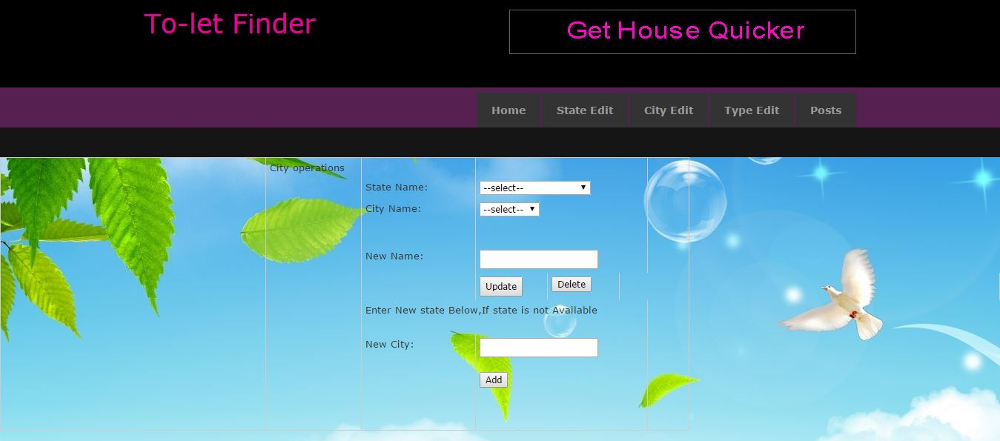 To-let Finder
Get House Quicker
Home State Edit City Edit Type Edit Posts
City operations
State Name: --select--
City Name: --select--
New Name:
Update Delete
Enter New state Below,If state is not Available
New City:
Add